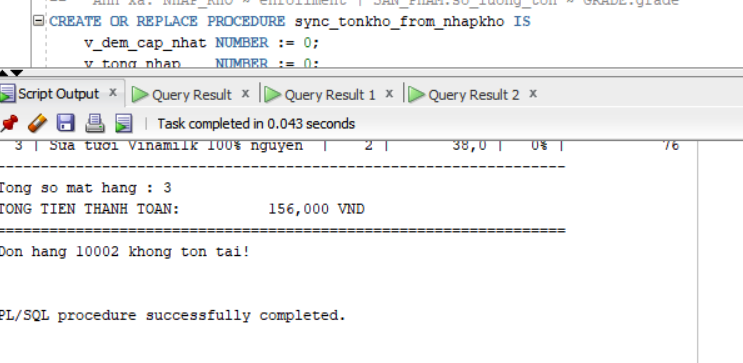 Anh xa: NHAP_KHO ~ enrollment | SAN_PHAM.so_luong_ton ~ GRADE.grade
CREATE OR REPLACE PROCEDURE sync_tonkho_from_nhapkho IS
v_dem_cap_nhat NUMBER := 0;
v_tong_nhap NUMBER := 0;
Script Output x Query Result x Query Result 1 x Query Result 2 x
Task completed in 0.043 seconds
3 | Sua tuoi Vinamilk 100% nguyen | 2 | 38,0 | 0% | 76
------------------------------------------------------------------------
Tong so mat hang : 3
TONG TIEN THANH TOAN: 156,000 VND
========================================================================
Don hang 10002 khong ton tai!
PL/SQL procedure successfully completed.